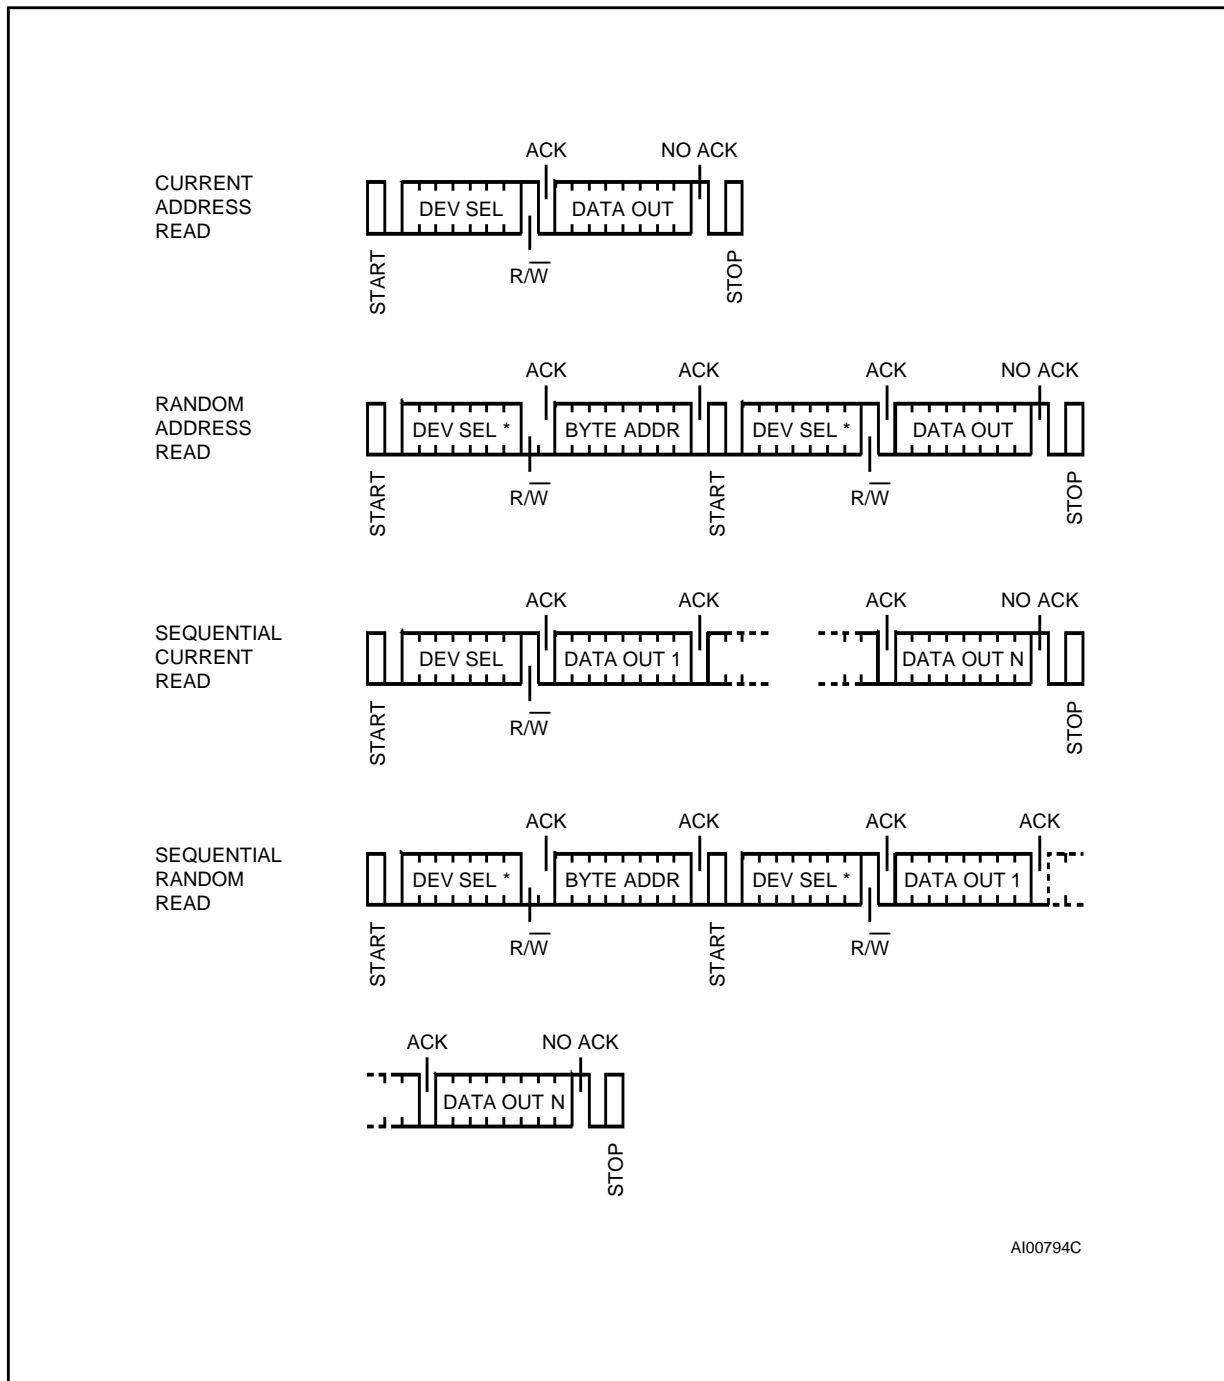 ACK NO ACK
CURRENT
ADDRESS
READ
DEV SEL DATA OUT
R/W̅
START STOP
ACK ACK ACK NO ACK
RANDOM
ADDRESS
READ
DEV SEL * BYTE ADDR DEV SEL * DATA OUT
R/W̅ R/W̅
START START STOP
ACK ACK ACK NO ACK
SEQUENTIAL
CURRENT
READ
DEV SEL DATA OUT 1 DATA OUT N
R/W̅
START STOP
ACK ACK ACK ACK
SEQUENTIAL
RANDOM
READ
DEV SEL * BYTE ADDR DEV SEL * DATA OUT 1
R/W̅ R/W̅
START START
ACK NO ACK
DATA OUT N
STOP
AI00794C